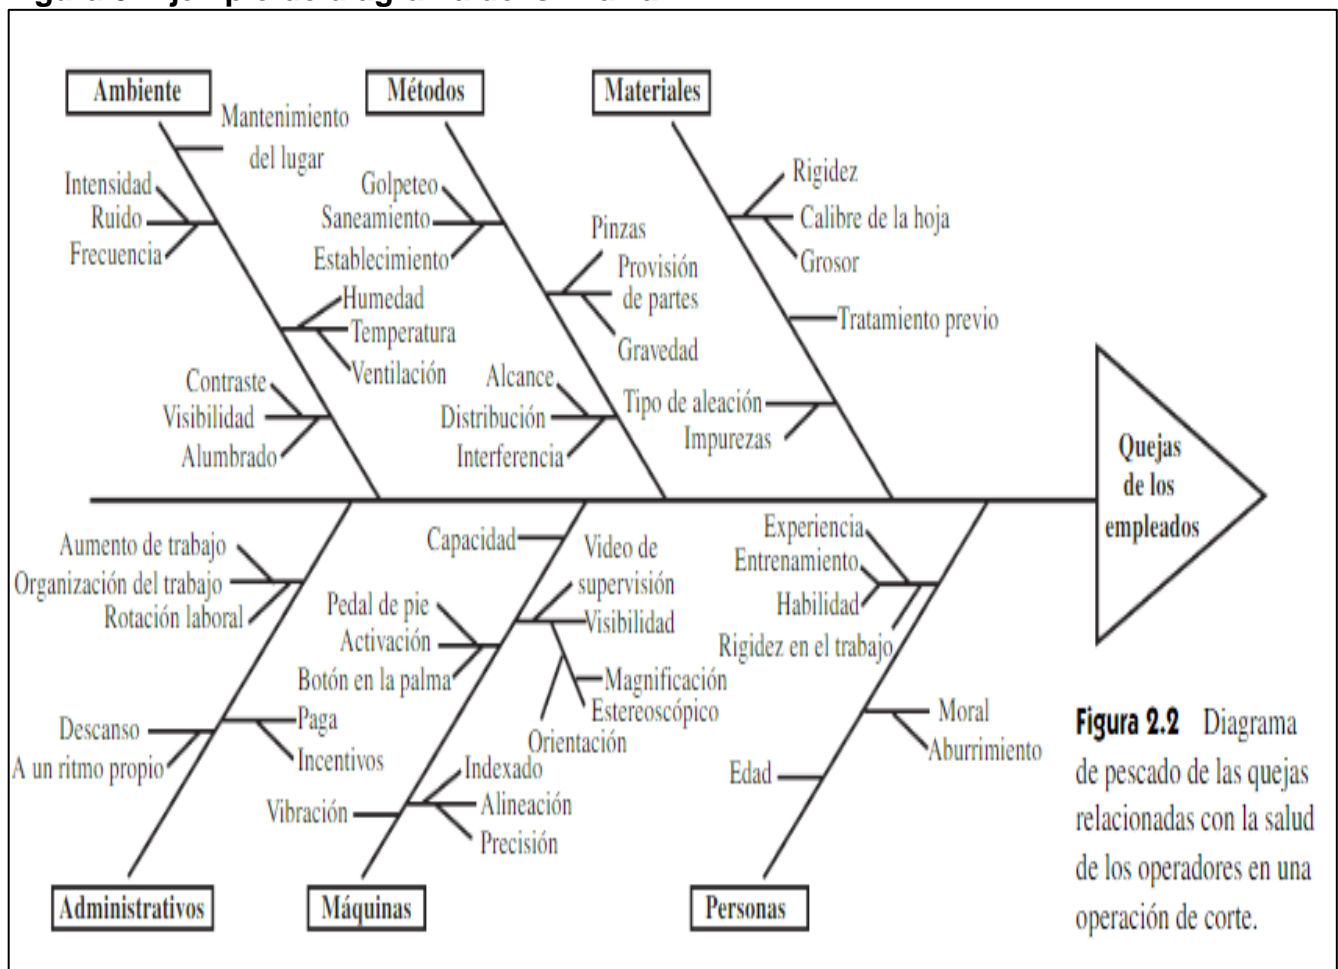 Ambiente
Métodos
Materiales
Mantenimiento
del lugar
Intensidad
Ruido
Frecuencia
Humedad
Temperatura
Ventilación
Contraste
Visibilidad
Alumbrado
Golpeteo
Saneamiento
Establecimiento
Pinzas
Provisión
de partes
Gravedad
Alcance
Distribución
Interferencia
Rigidez
Calibre de la hoja
Grosor
Tratamiento previo
Tipo de aleación
Impurezas
Quejas
de los
empleados
Aumento de trabajo
Organización del trabajo
Rotación laboral
Descanso
A un ritmo propio
Paga
Incentivos
Capacidad
Video de
supervisión
Visibilidad
Pedal de pie
Activación
Botón en la palma
Magnificación
Estereoscópico
Orientación
Indexado
Alineación
Precisión
Vibración
Experiencia
Entrenamiento
Habilidad
Rigidez en el trabajo
Moral
Aburrimiento
Edad
Administrativos
Máquinas
Personas
Figura 2.2 Diagrama
de pescado de las quejas
relacionadas con la salud
de los operadores en una
operación de corte.